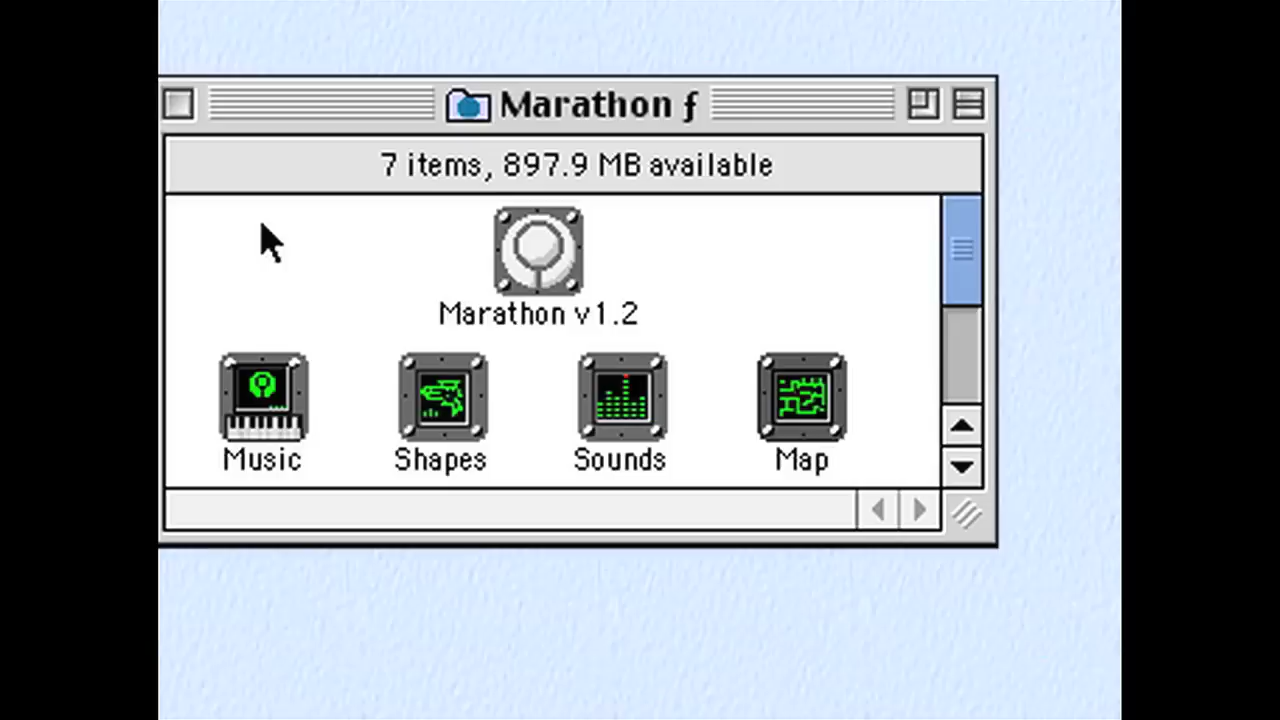 Marathon ƒ
7 items, 897.9 MB available
Marathon v1.2
Music Shapes Sounds Map